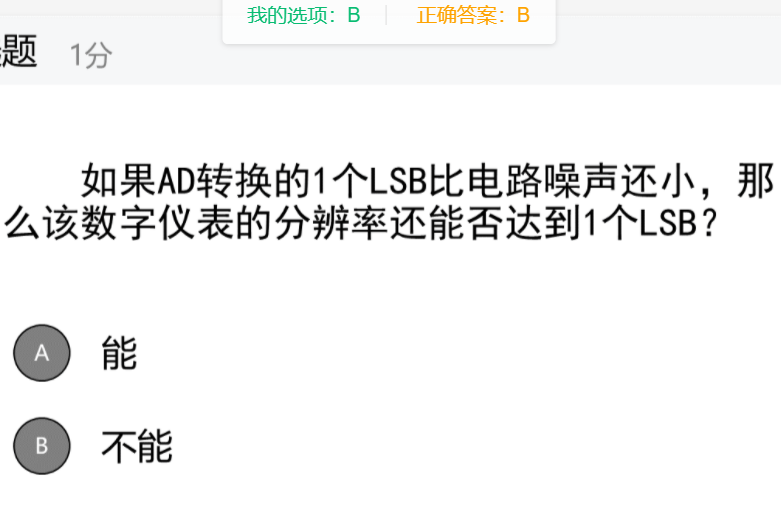 我的选项：B 正确答案：B
题 1分
如果AD转换的1个LSB比电路噪声还小，那
么该数字仪表的分辨率还能否达到1个LSB？
A 能
B 不能